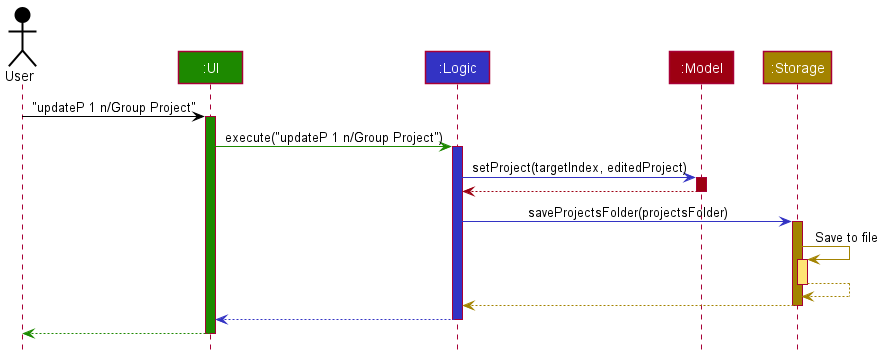 User
:UI
:Logic
:Model
:Storage
"updateP 1 n/Group Project"
execute("updateP 1 n/Group Project")
setProject(targetIndex, editedProject)
saveProjectsFolder(projectsFolder)
Save to file